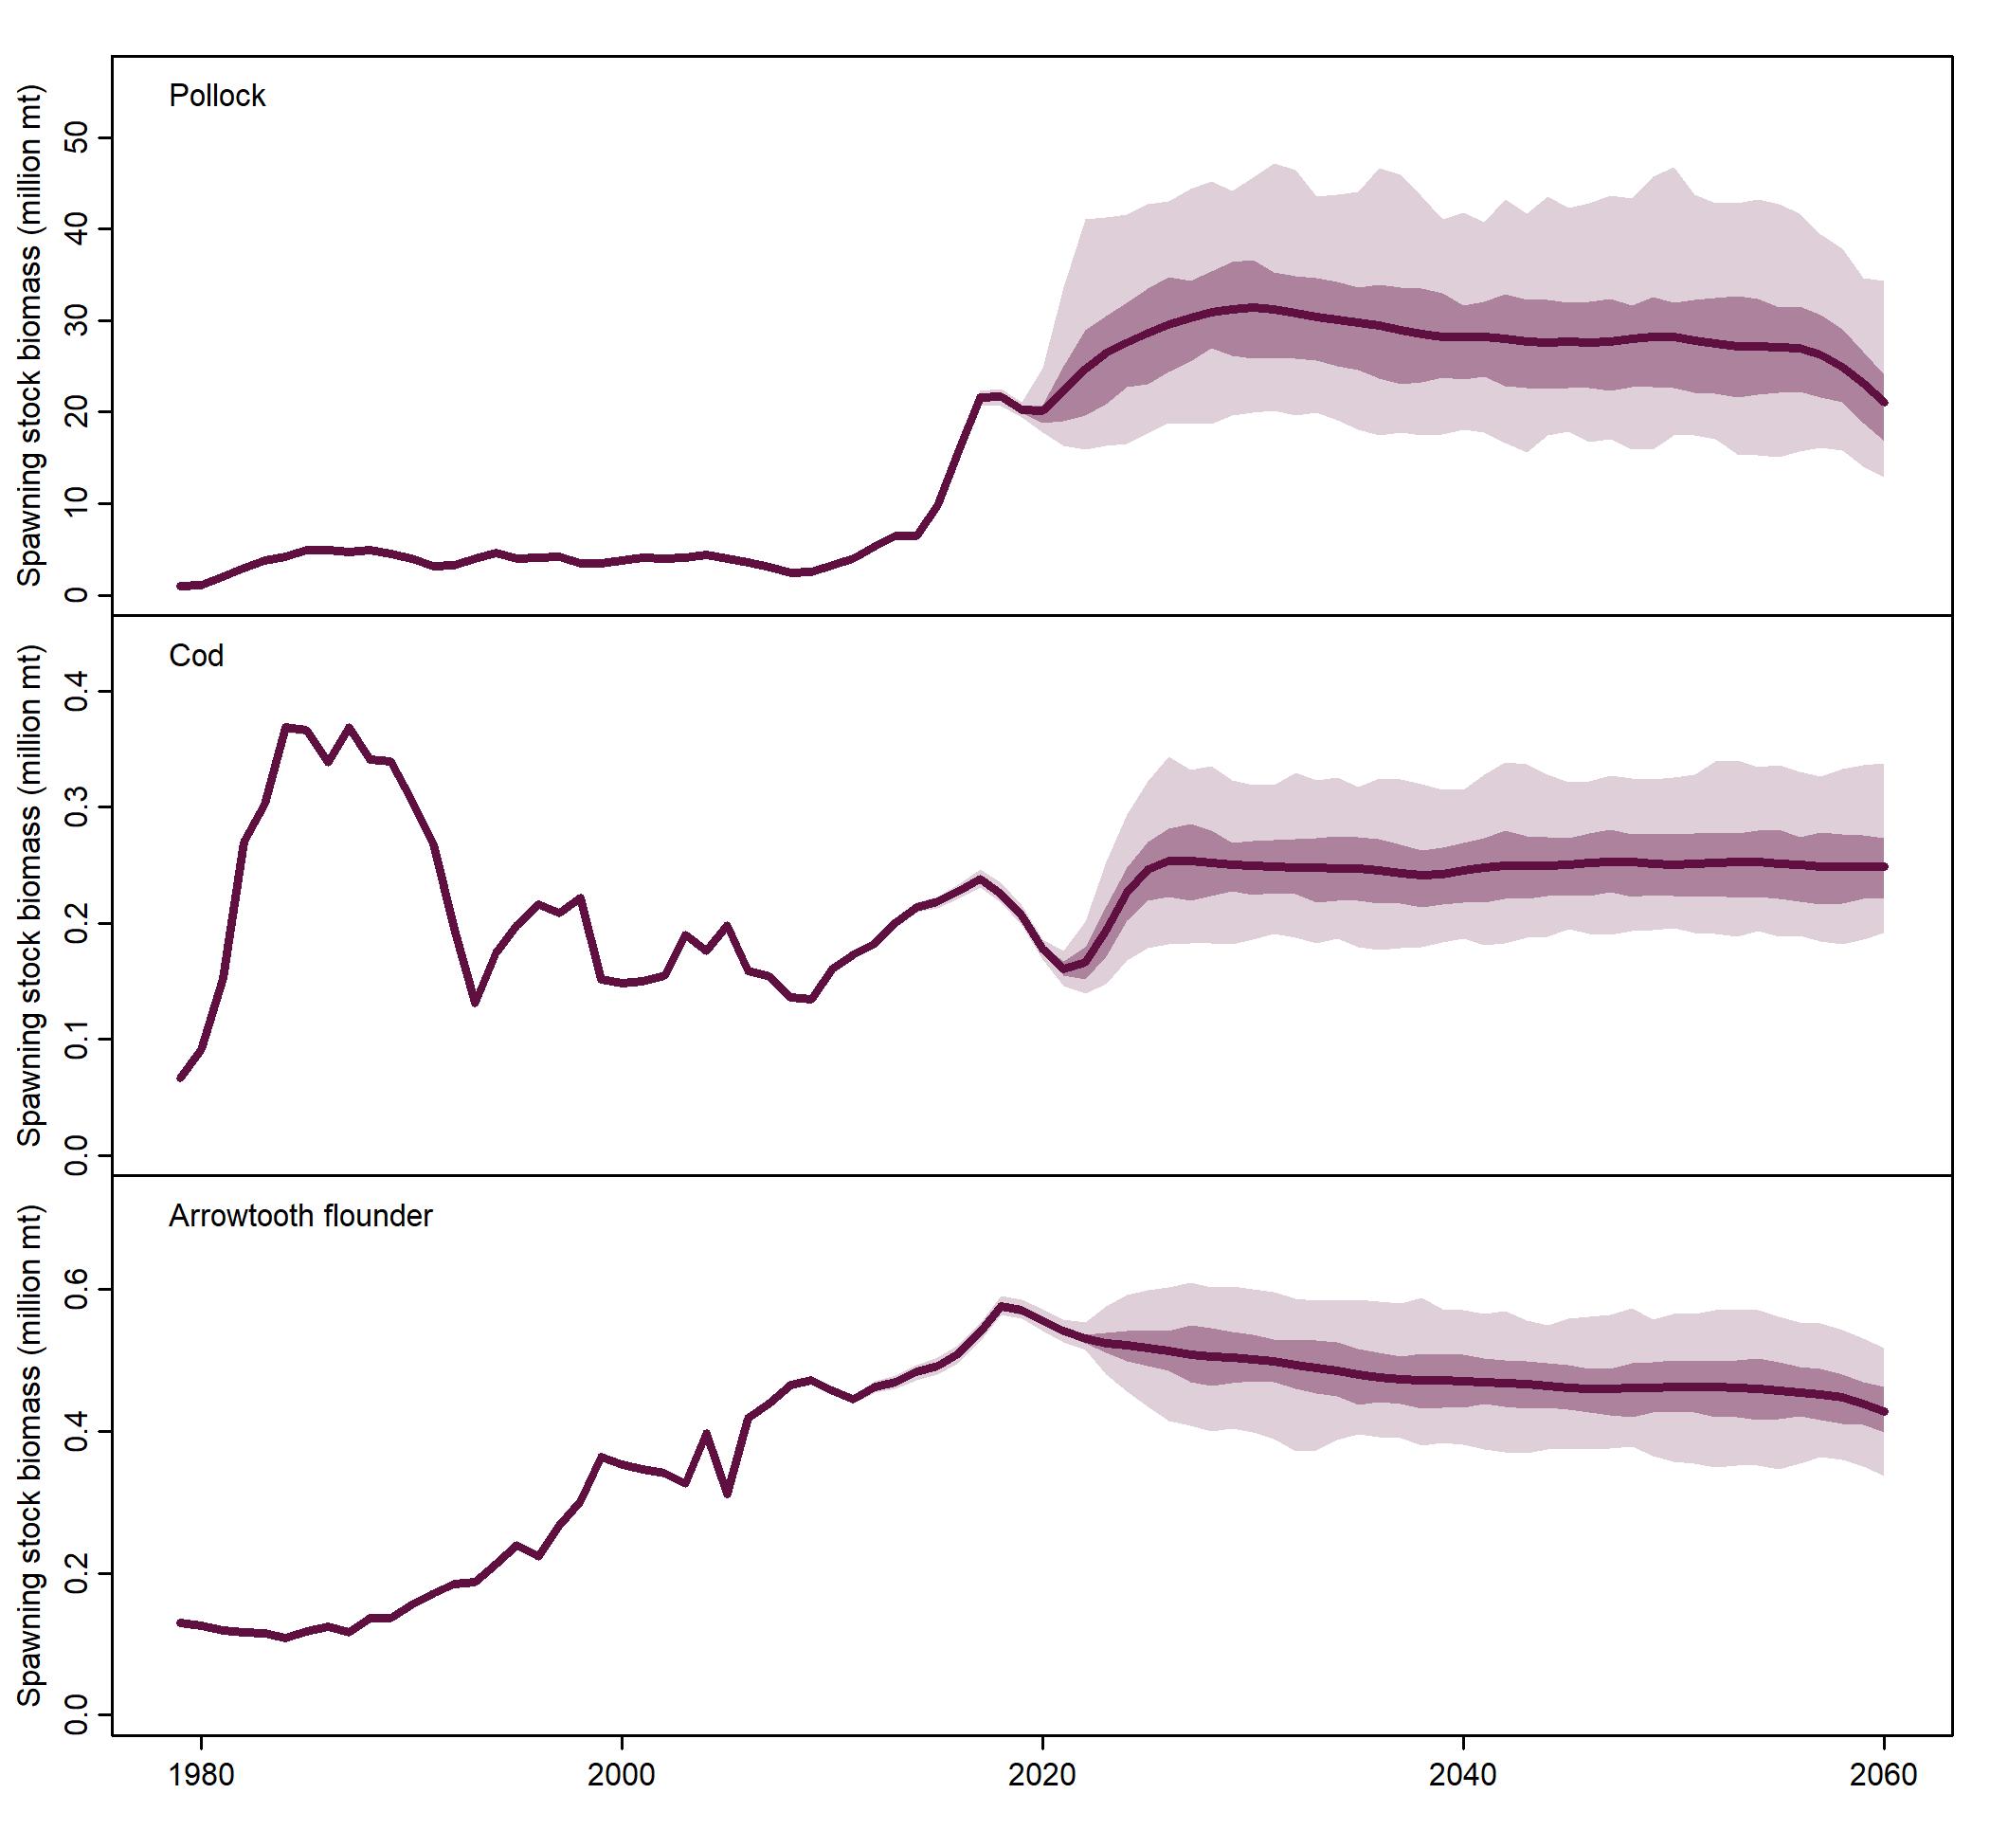 Pollock
Spawning stock biomass (million mt)
50
40
30
20
10
0
Cod
Spawning stock biomass (million mt)
0.4
0.3
0.2
0.1
0.0
Arrowtooth flounder
Spawning stock biomass (million mt)
0.6
0.4
0.2
0.0
1980 2000 2020 2040 2060